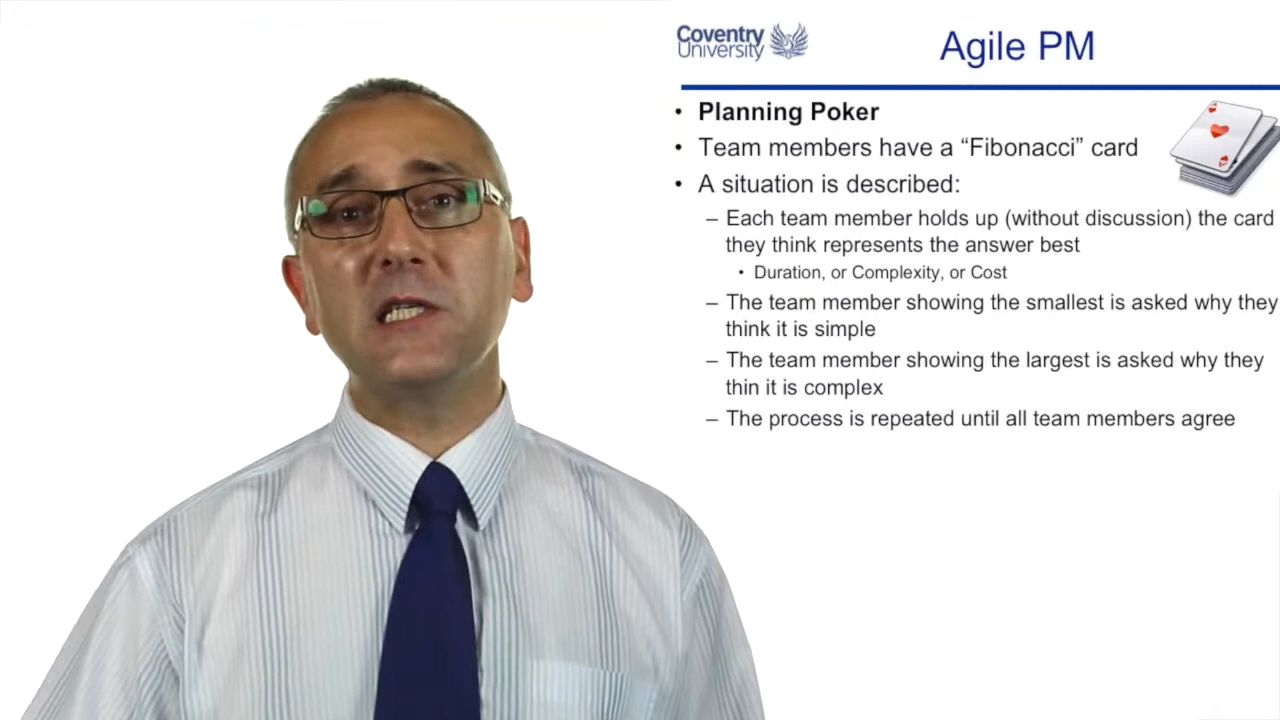 Coventry
University
Agile PM
• Planning Poker
• Team members have a “Fibonacci” card
• A situation is described:
– Each team member holds up (without discussion) the card
they think represents the answer best
• Duration, or Complexity, or Cost
– The team member showing the smallest is asked why they
think it is simple
– The team member showing the largest is asked why they
thin it is complex
– The process is repeated until all team members agree